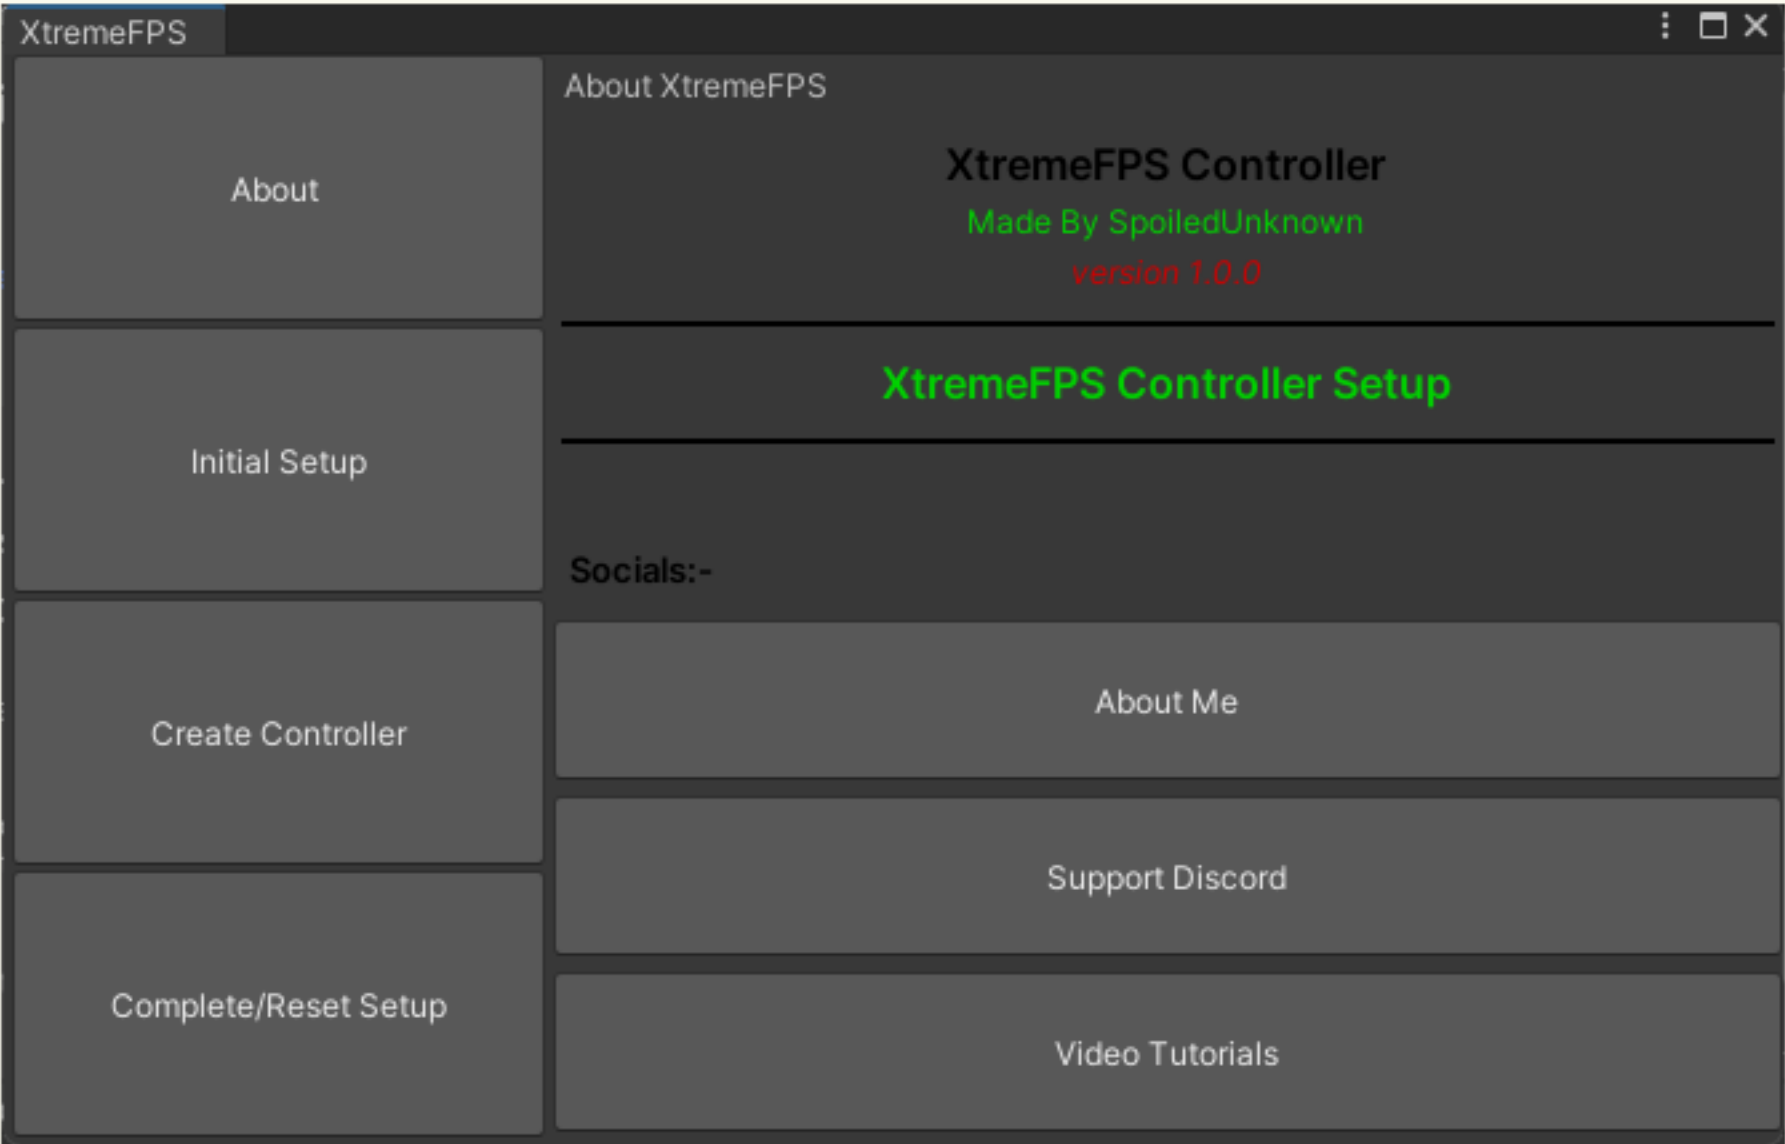 XtremeFPS
About
Initial Setup
Create Controller
Complete/Reset Setup
About XtremeFPS
XtremeFPS Controller
Made By SpoiledUnknown
version 1.0.0
XtremeFPS Controller Setup
Socials:-
About Me
Support Discord
Video Tutorials